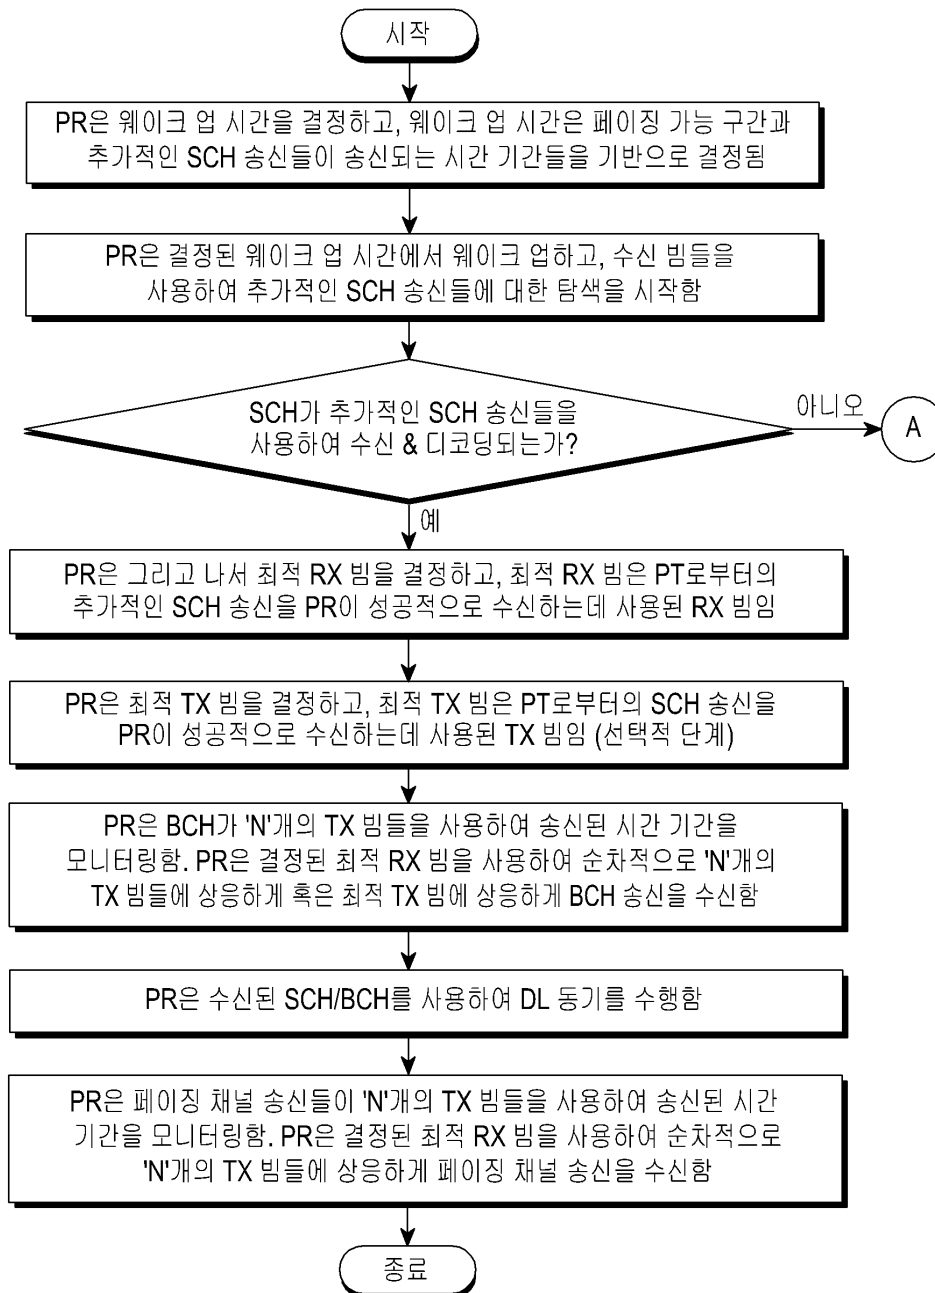 시작
PR은 웨이크 업 시간을 결정하고, 웨이크 업 시간은 페이징 가능 구간과
추가적인 SCH 송신들이 송신되는 시간 기간들을 기반으로 결정됨
PR은 결정된 웨이크 업 시간에서 웨이크 업하고, 수신 빔들을
사용하여 추가적인 SCH 송신들에 대한 탐색을 시작함
SCH가 추가적인 SCH 송신들을
사용하여 수신 & 디코딩되는가?
아니오
A
예
PR은 그리고 나서 최적 RX 빔을 결정하고, 최적 RX 빔은 PT로부터의
추가적인 SCH 송신을 PR이 성공적으로 수신하는데 사용된 RX 빔임
PR은 최적 TX 빔을 결정하고, 최적 TX 빔은 PT로부터의 SCH 송신을
PR이 성공적으로 수신하는데 사용된 TX 빔임 (선택적 단계)
PR은 BCH가 'N'개의 TX 빔들을 사용하여 송신된 시간 기간을
모니터링함. PR은 결정된 최적 RX 빔을 사용하여 순차적으로 'N'개의
TX 빔들에 상응하게 혹은 최적 TX 빔에 상응하게 BCH 송신을 수신함
PR은 수신된 SCH/BCH를 사용하여 DL 동기를 수행함
PR은 페이징 채널 송신들이 'N'개의 TX 빔들을 사용하여 송신된 시간
기간을 모니터링함. PR은 결정된 최적 RX 빔을 사용하여 순차적으로
'N'개의 TX 빔들에 상응하게 페이징 채널 송신을 수신함
종료